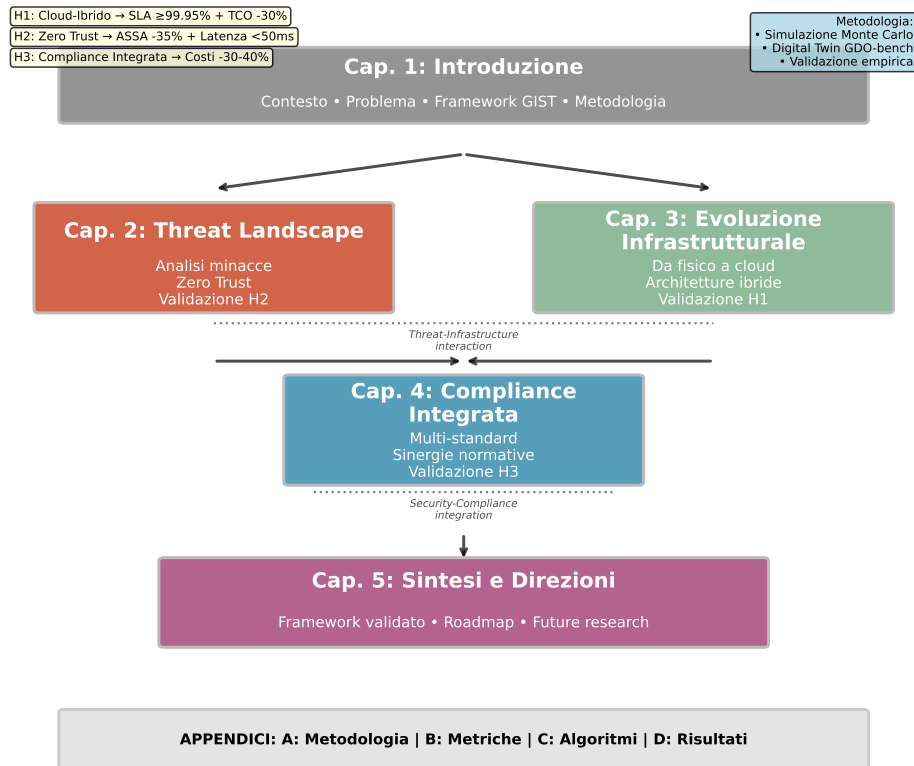 H1: Cloud-Ibrido → SLA ≥99.95% + TCO -30%
H2: Zero Trust → ASSA -35% + Latenza <50ms
H3: Compliance Integrata → Costi -30-40%
Metodologia:
• Simulazione Monte Carlo
• Digital Twin GDO-bench
• Validazione empirica
Cap. 1: Introduzione
Contesto • Problema • Framework GIST • Metodologia
Cap. 2: Threat Landscape
Analisi minacce
Zero Trust
Validazione H2
Cap. 3: Evoluzione
Infrastrutturale
Da fisico a cloud
Architetture ibride
Validazione H1
Threat-Infrastructure
interaction
Cap. 4: Compliance
Integrata
Multi-standard
Sinergie normative
Validazione H3
Security-Compliance
integration
Cap. 5: Sintesi e Direzioni
Framework validato • Roadmap • Future research
APPENDICI: A: Metodologia | B: Metriche | C: Algoritmi | D: Risultati